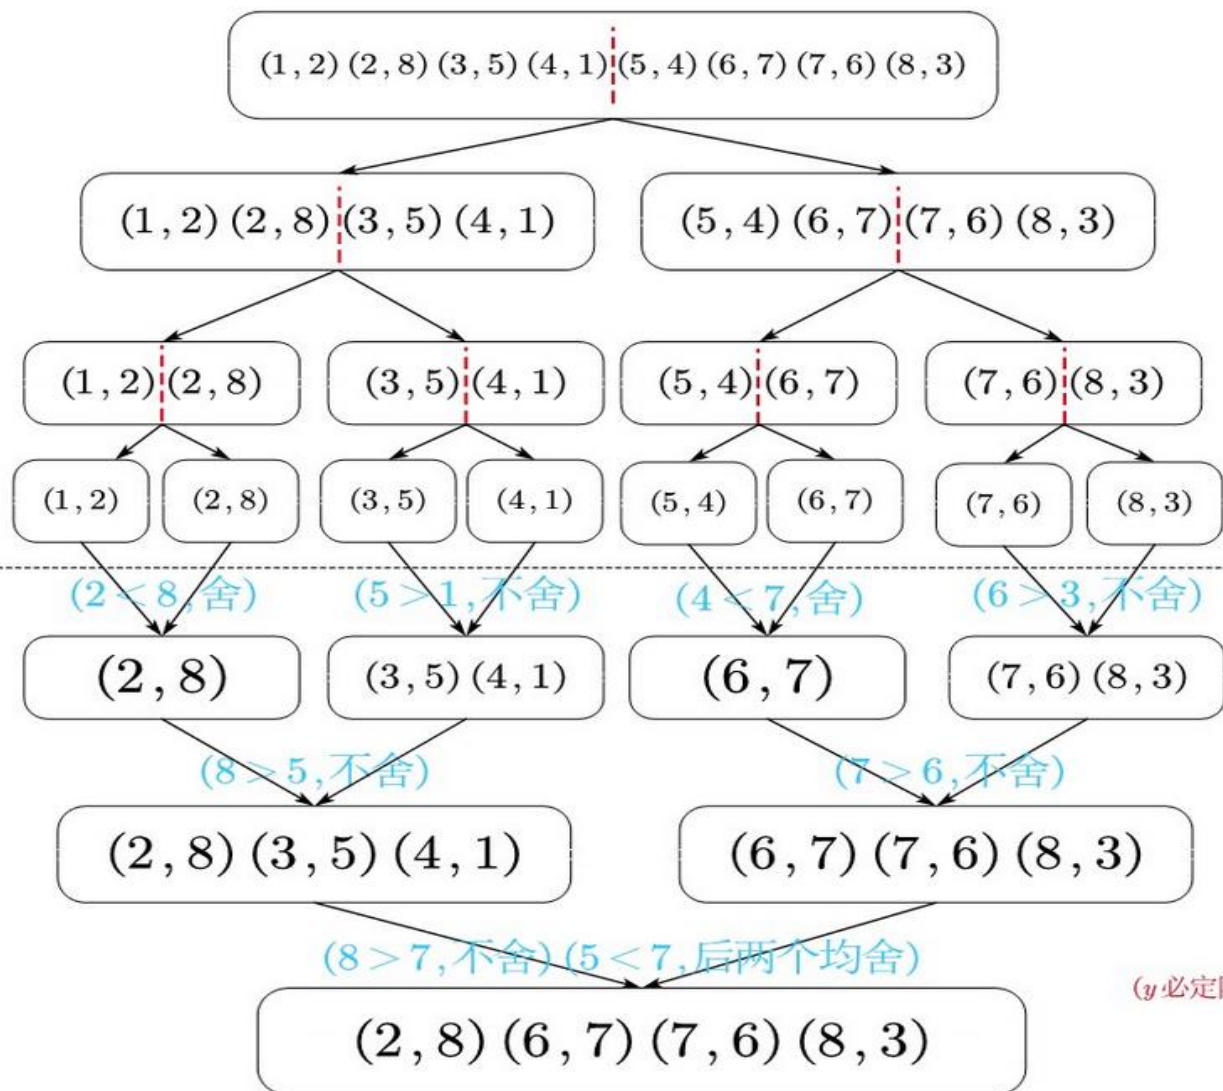 (1,2) (2,8) (3,5) (4,1) (5,4) (6,7) (7,6) (8,3)
(1,2) (2,8) (3,5) (4,1)
(5,4) (6,7) (7,6) (8,3)
(1,2) (2,8)
(3,5) (4,1)
(5,4) (6,7)
(7,6) (8,3)
(1,2)
(2,8)
(3,5)
(4,1)
(5,4)
(6,7)
(7,6)
(8,3)
(2<8,舍)
(5>1,不舍)
(4<7,舍)
(6>3,不舍)
(2,8)
(3,5) (4,1)
(6,7)
(7,6) (8,3)
(8>5,不舍)
(7>6,不舍)
(2,8) (3,5) (4,1)
(6,7) (7,6) (8,3)
(8>7,不舍) (5<7,后两个均舍)
(y必定
(2,8) (6,7) (7,6) (8,3)